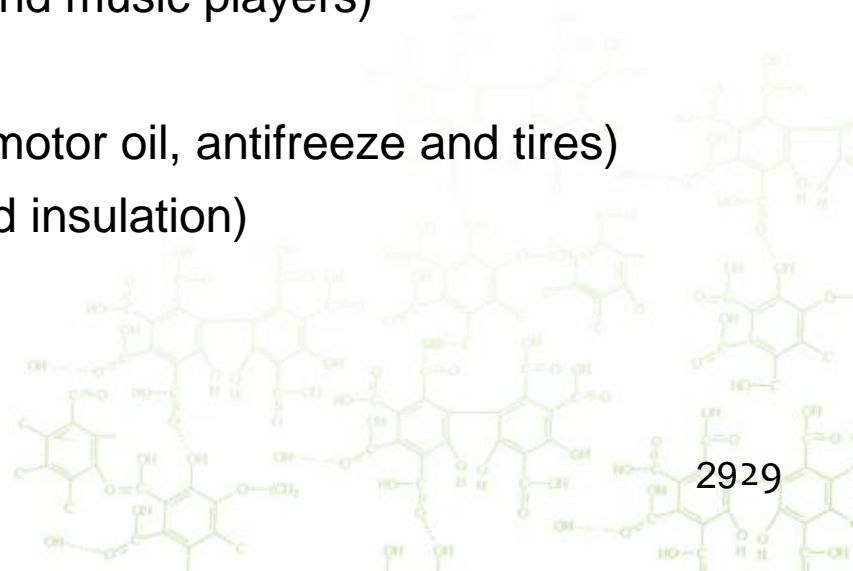 nd music players)
motor oil, antifreeze and tires)
d insulation)
2929